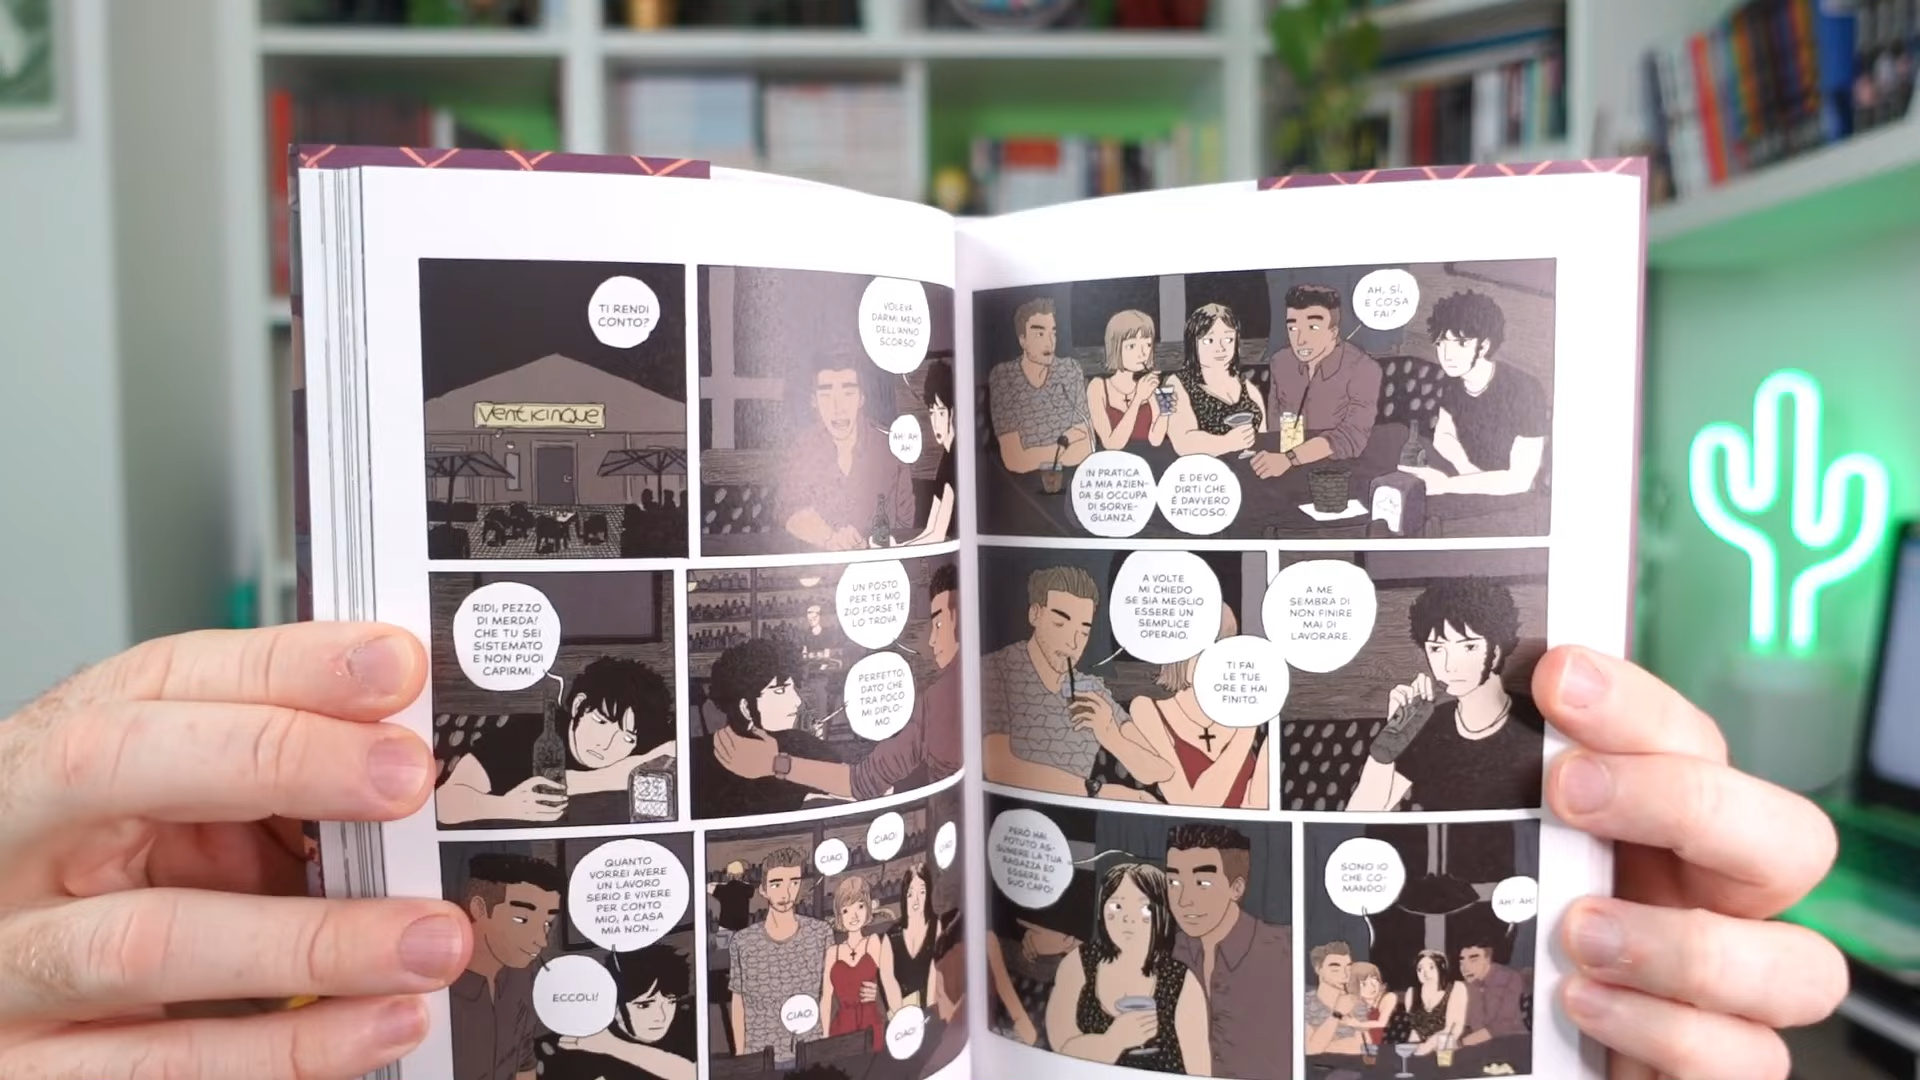 TI RENDI
CONTO?
VENTICINQUE
VOLEVA
DARMI MENO
DELL'ANNO
SCORSO
AH! AH!
AH!
RIDI, PEZZO
DI MERDA!
CHE TU SEI
SISTEMATO
E NON PUOI
CAPIRMI.
UN POSTO
PER TE MIO
ZIO FORSE TE
LO TROVA.
PERFETTO,
DATO CHE
TRA POCO
MI DIPLO-
MO.
QUANTO
VORREI AVERE
UN LAVORO
SERIO E VIVERE
PER CONTO
MIO, A CASA
MIA NON...
ECCOLI!
CIAO.
CIAO!
CIAO!
CIAO.
CIAO!
AH, SÌ,
E COSA
FAI?
IN PRATICA
LA MIA AZIEN-
DA SI OCCUPA
DI SORVE-
GLIANZA.
E DEVO
DIRTI CHE
È DAVVERO
FATICOSO.
A VOLTE
MI CHIEDO
SE SIA MEGLIO
ESSERE UN
SEMPLICE
OPERAIO.
TI FAI
LE TUE
ORE E HAI
FINITO.
A ME
SEMBRA DI
NON FINIRE
MAI DI
LAVORARE.
PERÒ HAI
POTUTO AS-
SUMERE LA TUA
RAGAZZA ED
ESSERE IL
SUO CAPO!
SONO IO
CHE CO-
MANDO!
AH! AH!